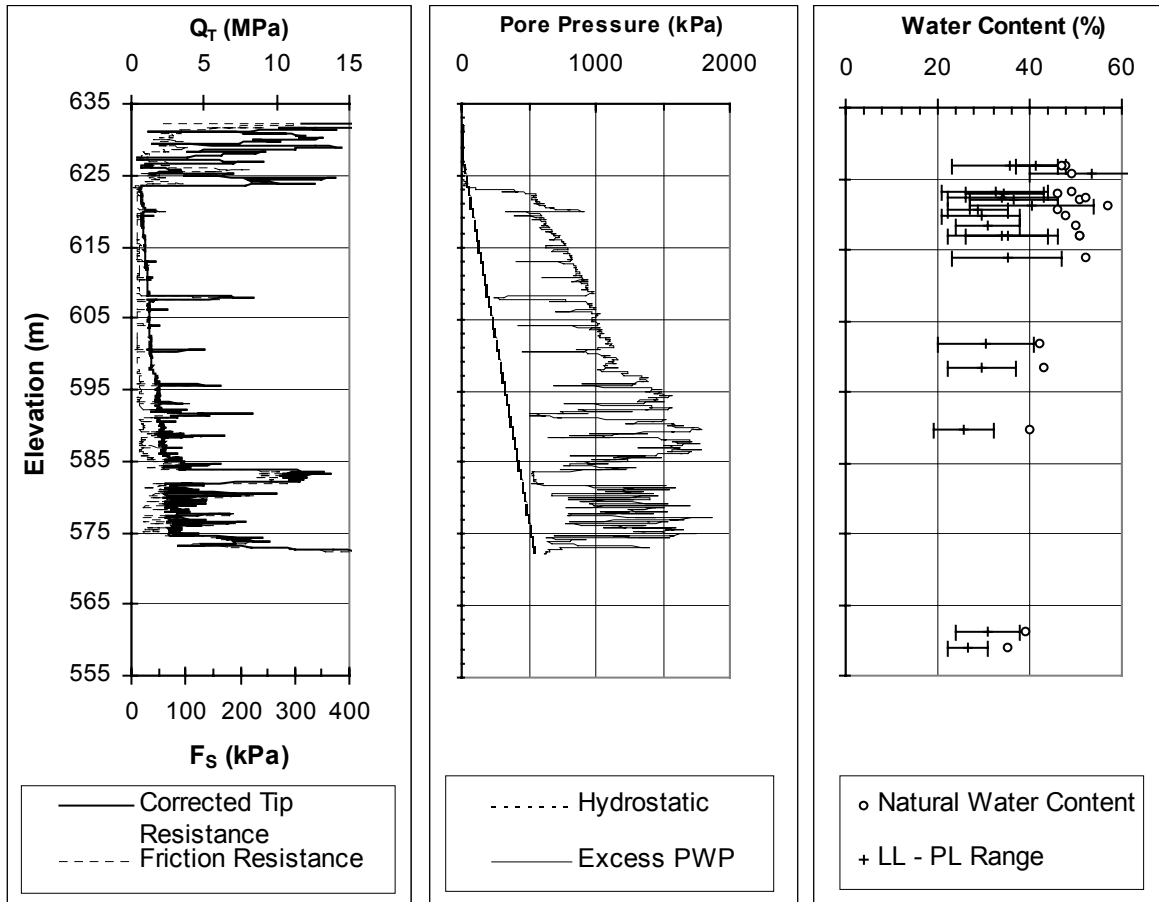 Q_T (MPa)
0 5 10 15
635
625
615
605
595
585
575
565
555
Elevation (m)
0 100 200 300 400
F_S (kPa)
Corrected Tip
Resistance
Friction Resistance
Pore Pressure (kPa)
0 1000 2000
Hydrostatic
Excess PWP
Water Content (%)
0 20 40 60
Natural Water Content
LL - PL Range